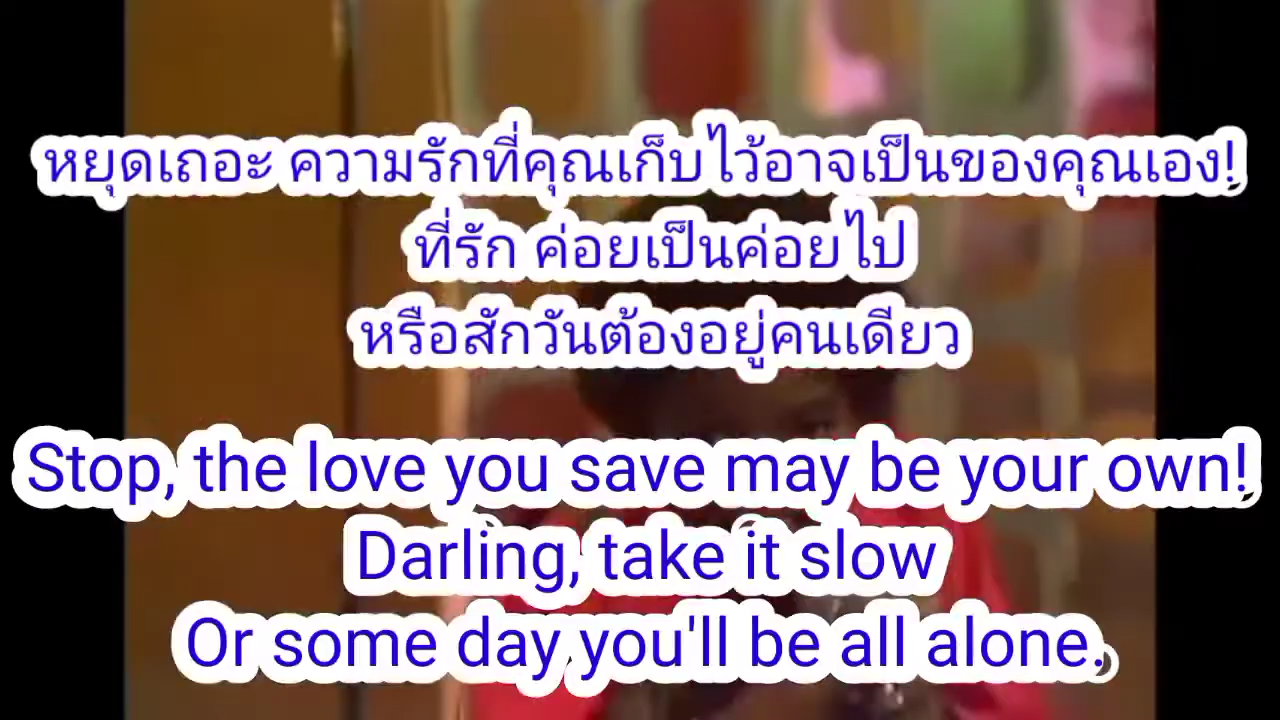 หยุดเถอะ ความรักที่คุณเก็บไว้อาจเป็นของคุณเอง!
ที่รัก ค่อยเป็นค่อยไป
หรือสักวันต้องอยู่คนเดียว
Stop, the love you save may be your own!
Darling, take it slow
Or some day you'll be all alone.